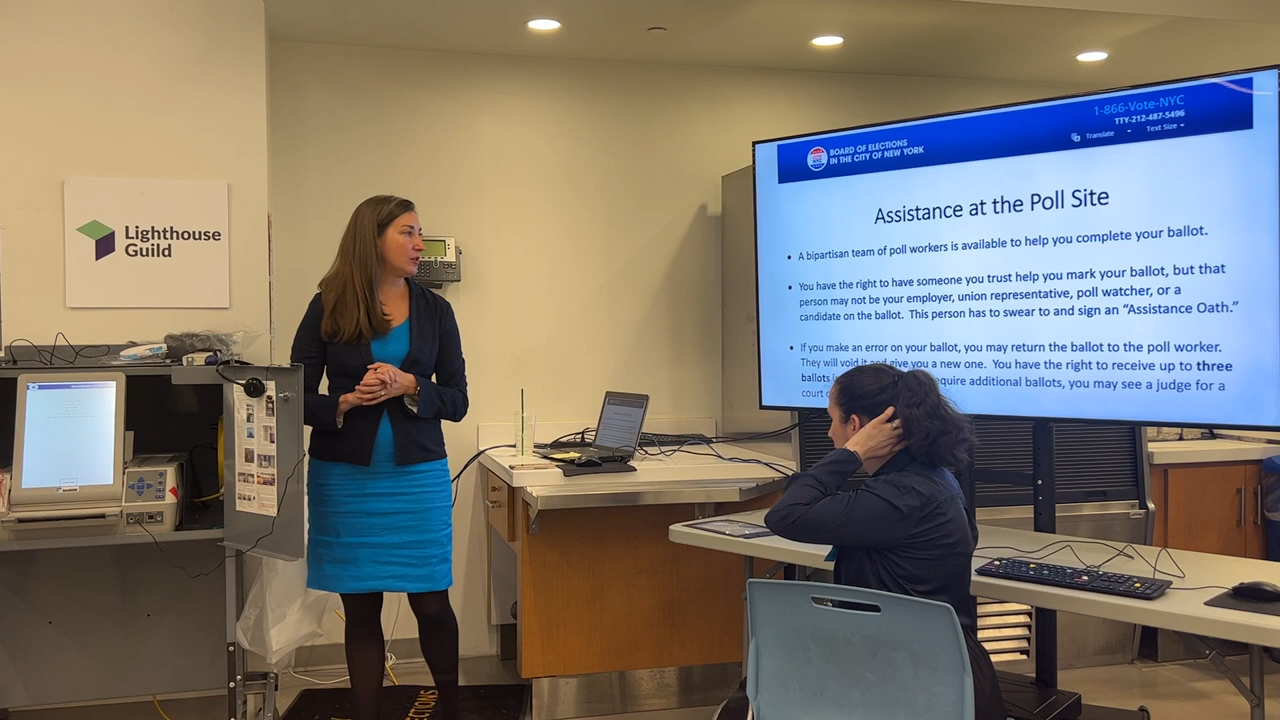 Lighthouse
Guild
1-866-Vote-NYC
TTY-212-487-5496
Translate
Text Size
BOARD OF ELECTIONS
IN THE CITY OF NEW YORK
Assistance at the Poll Site
• A bipartisan team of poll workers is available to help you complete your ballot.
• You have the right to have someone you trust help you mark your ballot, but that
person may not be your employer, union representative, poll watcher, or a
candidate on the ballot. This person has to swear to and sign an “Assistance Oath.”
• If you make an error on your ballot, you may return the ballot to the poll worker.
They will void it and give you a new one. You have the right to receive up to three
ballots
require additional ballots, you may see a judge for a
court
CTIONS